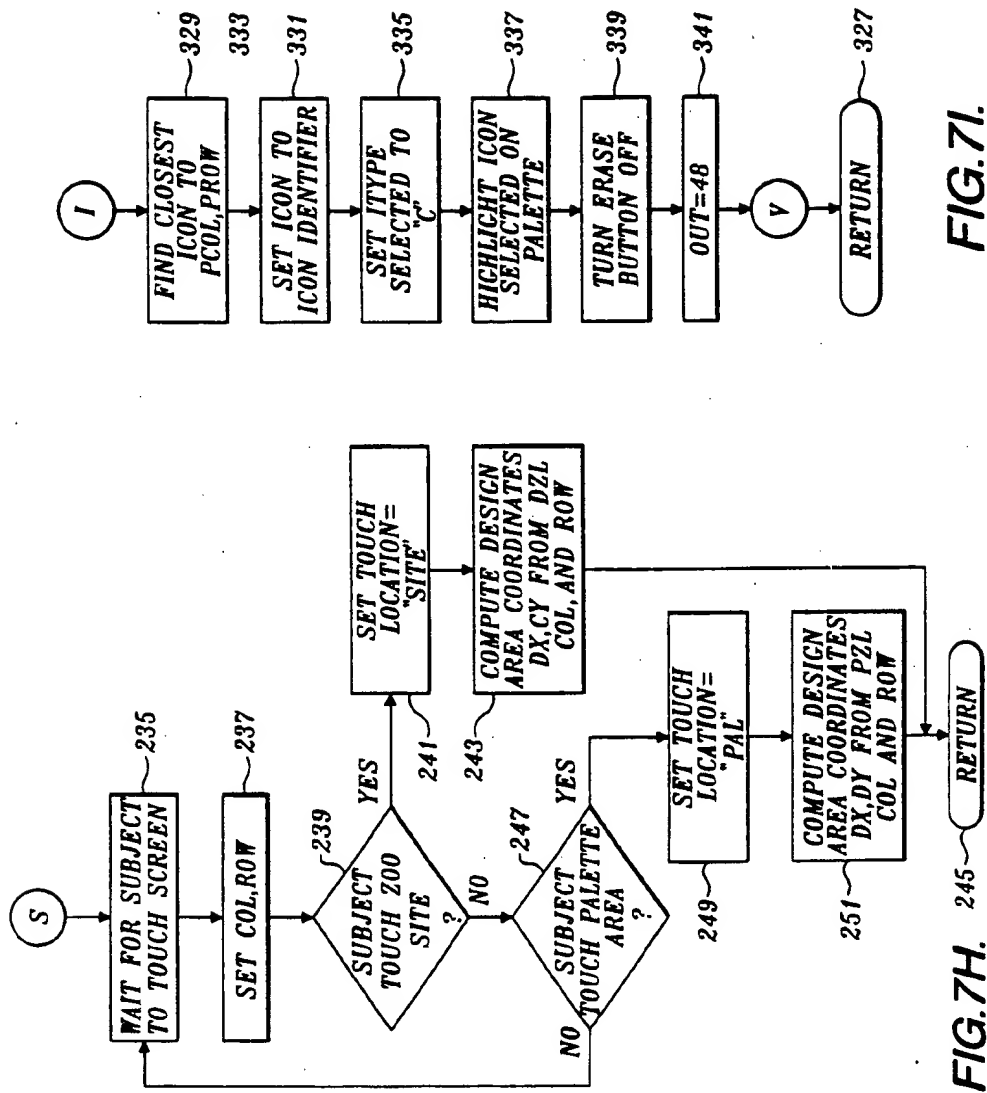 S
WAIT FOR SUBJECT
TO TOUCH SCREEN
235
SET COL,ROW
237
SUBJECT
TOUCH ZOO
SITE
?
239
YES
NO
SET TOUCH
LOCATION=
"SITE"
241
COMPUTE DESIGN
AREA COORDINATES
DX,CY FROM DZL
COL,AND ROW
243
SUBJECT
TOUCH PALETTE
AREA
?
247
YES
NO
SET TOUCH
LOCATION=
"PAL"
249
COMPUTE DESIGN
AREA COORDINATES
DX,DY FROM PZL
COL AND ROW
251
RETURN
245
FIG.7H.
I
FIND CLOSEST
ICON TO
PCOL,PROW
329
333
SET ICON TO
ICON IDENTIFIER
331
SET ITYPE
SELECTED TO
"C"
335
HIGHLIGHT ICON
SELECTED ON
PALETTE
337
TURN ERASE
BUTTON OFF
339
OUT=48
341
V
RETURN
327
FIG.7I.